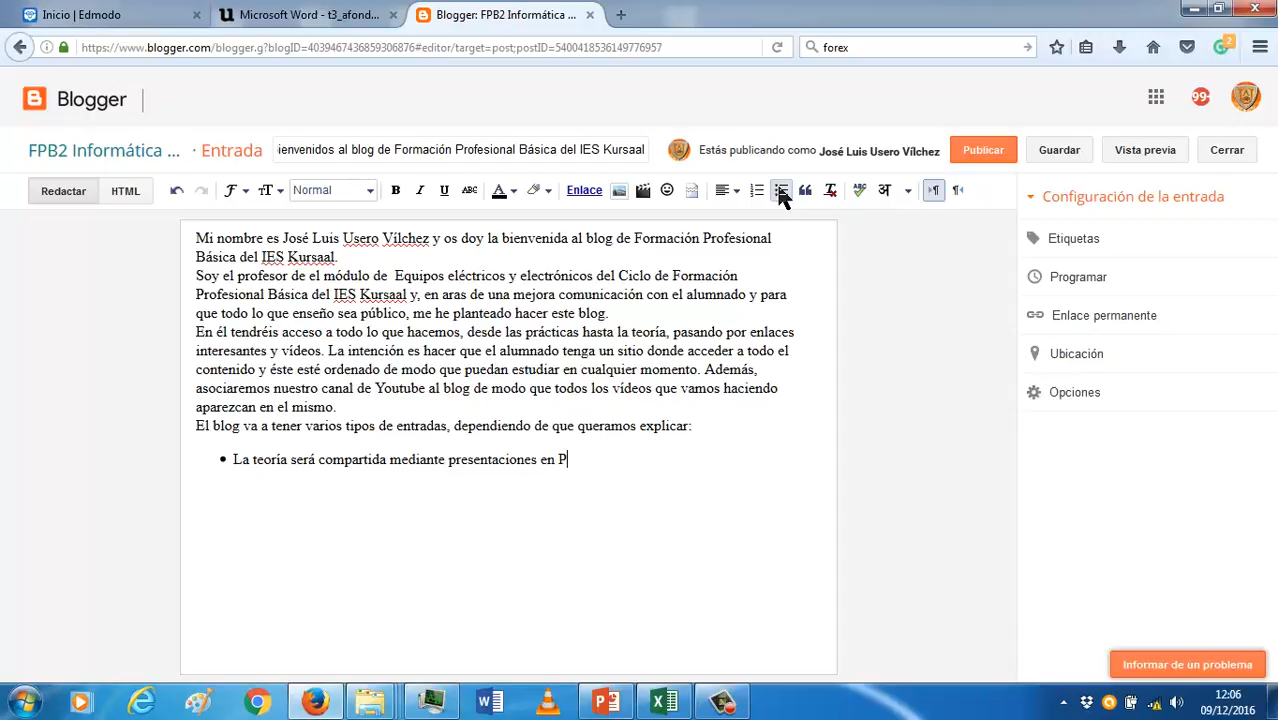 Inicio | Edmodo × Microsoft Word - t3_afond... × Blogger: FPB2 Informática ... × +
https://www.blogger.com/blogger.g?blogID=4039467436859306876#editor/target=post;postID=5400418536149776957 forex 2
Blogger 99+
FPB2 Informática ... · Entrada ienvenidos al blog de Formación Profesional Básica del IES Kursaal Estás publicando como José Luis Usero Vílchez Publicar Guardar Vista previa Cerrar
Redactar HTML Normal B I U ABC A Enlace
Mi nombre es José Luis Usero Vílchez y os doy la bienvenida al blog de Formación Profesional
Básica del IES Kursaal.
Soy el profesor de el módulo de Equipos eléctricos y electrónicos del Ciclo de Formación
Profesional Básica del IES Kursaal y, en aras de una mejora comunicación con el alumnado y para
que todo lo que enseño sea público, me he planteado hacer este blog.
En él tendréis acceso a todo lo que hacemos, desde las prácticas hasta la teoría, pasando por enlaces
interesantes y vídeos. La intención es hacer que el alumnado tenga un sitio donde acceder a todo el
contenido y éste esté ordenado de modo que puedan estudiar en cualquier momento. Además,
asociaremos nuestro canal de Youtube al blog de modo que todos los vídeos que vamos haciendo
aparezcan en el mismo.
El blog va a tener varios tipos de entradas, dependiendo de que queramos explicar:
• La teoría será compartida mediante presentaciones en P
Configuración de la entrada
Etiquetas
Programar
Enlace permanente
Ubicación
Opciones
Informar de un problema
12:06
09/12/2016